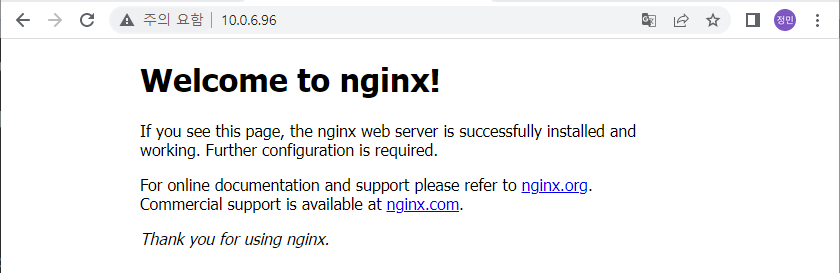 주의 요함 10.0.6.96 정민
Welcome to nginx!
If you see this page, the nginx web server is successfully installed and
working. Further configuration is required.
For online documentation and support please refer to nginx.org.
Commercial support is available at nginx.com.
Thank you for using nginx.